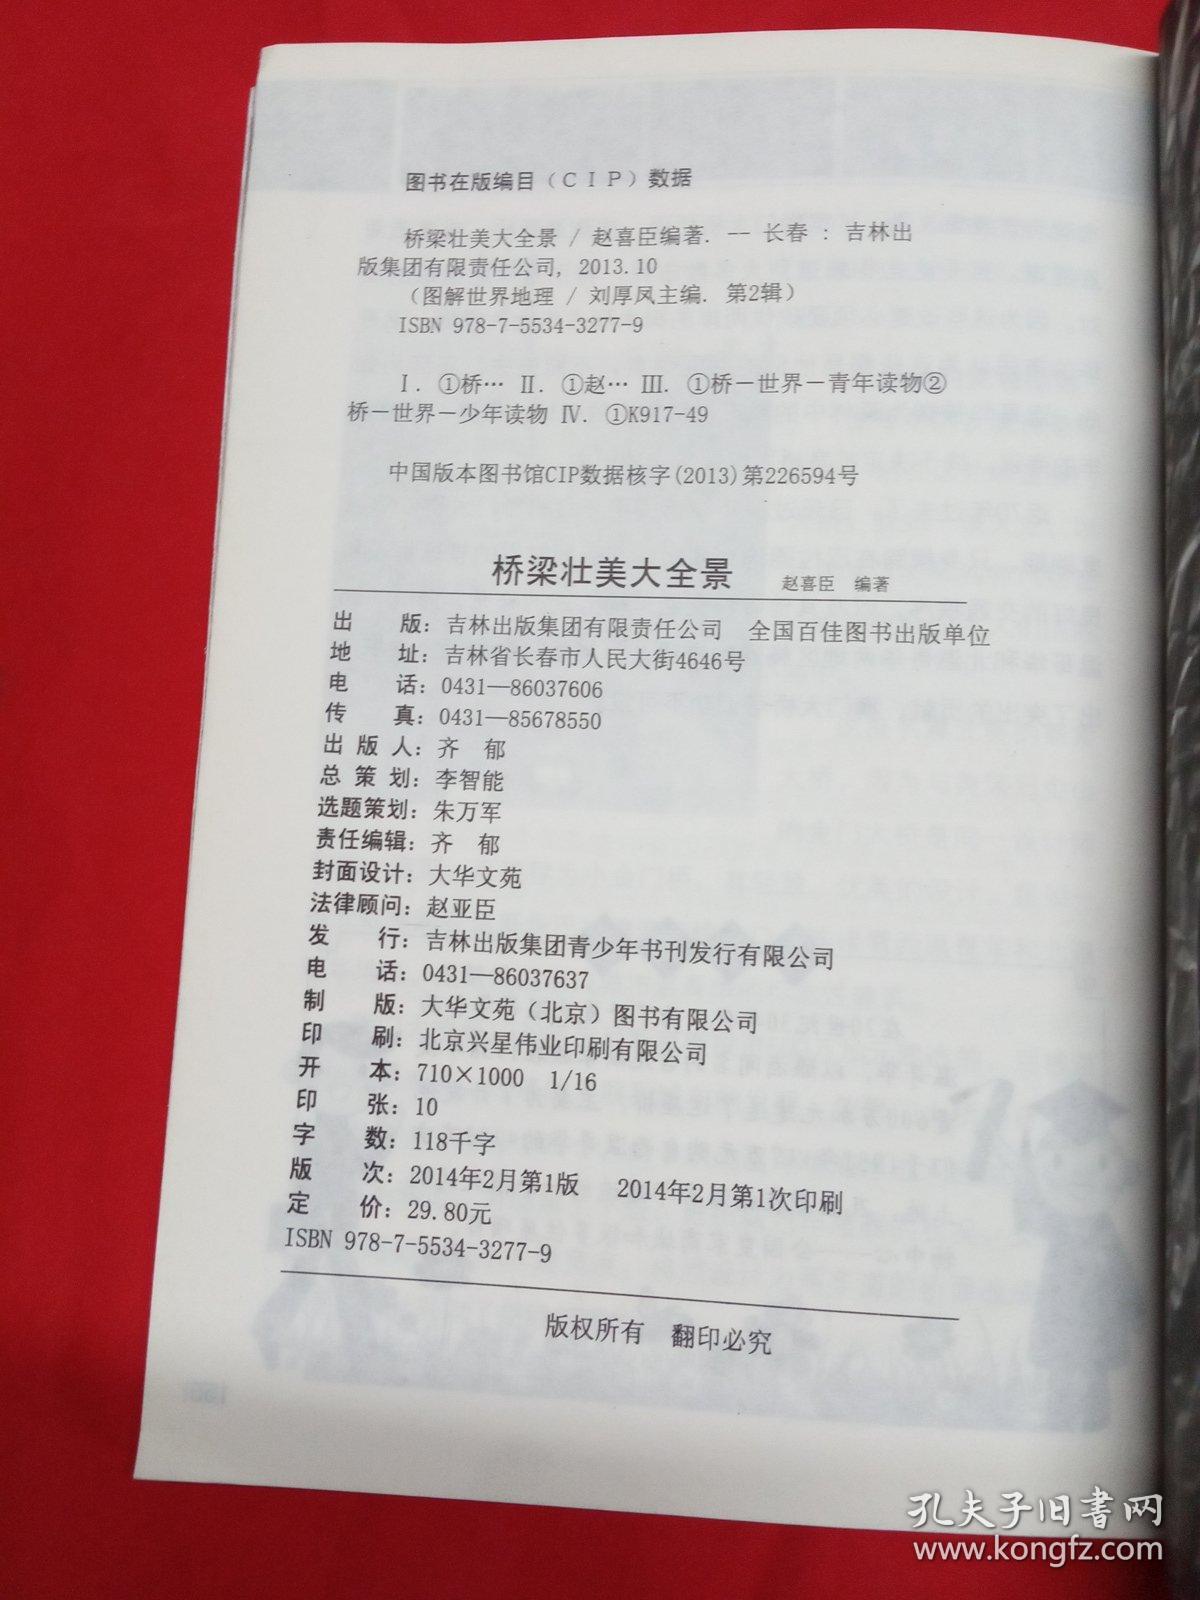 图书在版编目（CIP）数据
桥梁壮美大全景 / 赵喜臣编著. -- 长春 : 吉林出
版集团有限责任公司, 2013.10
（图解世界地理 / 刘厚凤主编. 第2辑）
ISBN 978-7-5534-3277-9
Ⅰ. ①桥… Ⅱ. ①赵… Ⅲ. ①桥－世界－青年读物②
桥－世界－少年读物 Ⅳ. ①K917-49
中国版本图书馆CIP数据核字(2013)第226594号
桥梁壮美大全景 赵喜臣 编著
出 版：吉林出版集团有限责任公司 全国百佳图书出版单位
地 址：吉林省长春市人民大街4646号
电 话：0431—86037606
传 真：0431—85678550
出 版 人：齐 郁
总 策 划：李智能
选题策划：朱万军
责任编辑：齐 郁
封面设计：大华文苑
法律顾问：赵亚臣
发 行：吉林出版集团青少年书刊发行有限公司
电 话：0431—86037637
制 版：大华文苑（北京）图书有限公司
印 刷：北京兴星伟业印刷有限公司
开 本：710×1000 1/16
印 张：10
字 数：118千字
版 次：2014年2月第1版 2014年2月第1次印刷
定 价：29.80元
ISBN 978-7-5534-3277-9
版权所有 翻印必究
孔夫子旧书网
www.kongfz.com